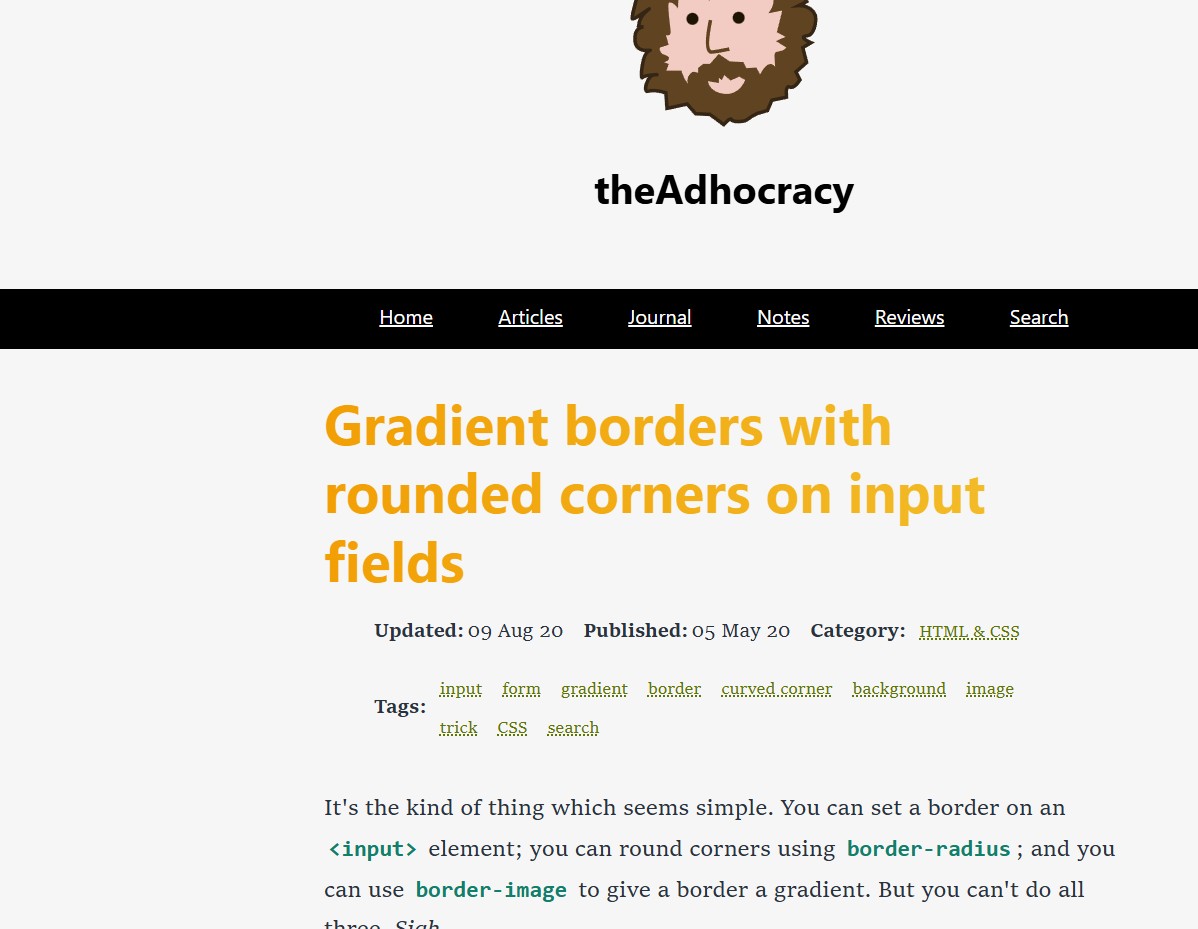 theAdhocracy
Home Articles Journal Notes Reviews Search
Gradient borders with
rounded corners on input
fields
Updated: 09 Aug 20 Published: 05 May 20 Category: HTML & CSS
Tags: input form gradient border curved corner background image
trick CSS search
It's the kind of thing which seems simple. You can set a border on an
<input> element; you can round corners using border-radius; and you
can use border-image to give a border a gradient. But you can't do all
three. Sigh.